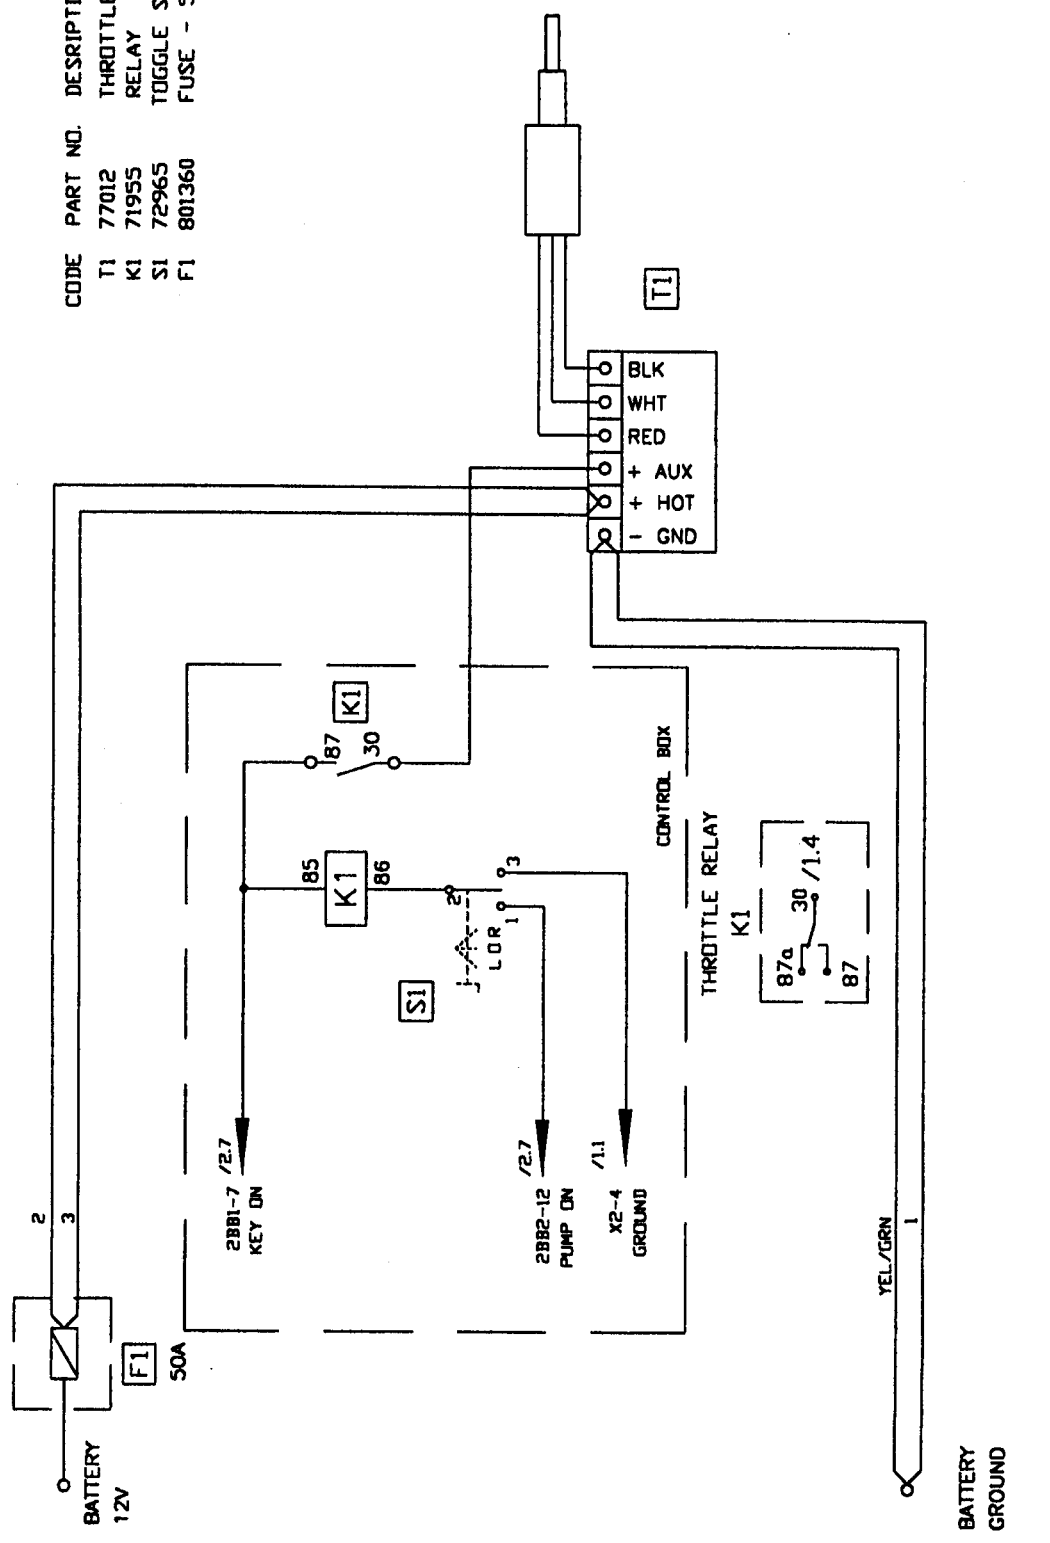 CODE PART NO. DESRIPTI
T1 77012 THROTTLE
K1 71955 RELAY
S1 72965 TOGGLE S
F1 801360 FUSE - S
BATTERY
12V
F1
50A
2
3
2BB1-7 /2.7
KEY ON
2BB2-12 /2.7
PUMP ON
X2-4 /1.1
GROUND
S1
L O R
2
1
3
85
K1
86
87
30
K1
CONTROL BOX
THROTTLE RELAY
K1
87a
30 /1.4
87
T1
BLK
WHT
RED
+ AUX
+ HOT
- GND
YEL/GRN
1
BATTERY
GROUND